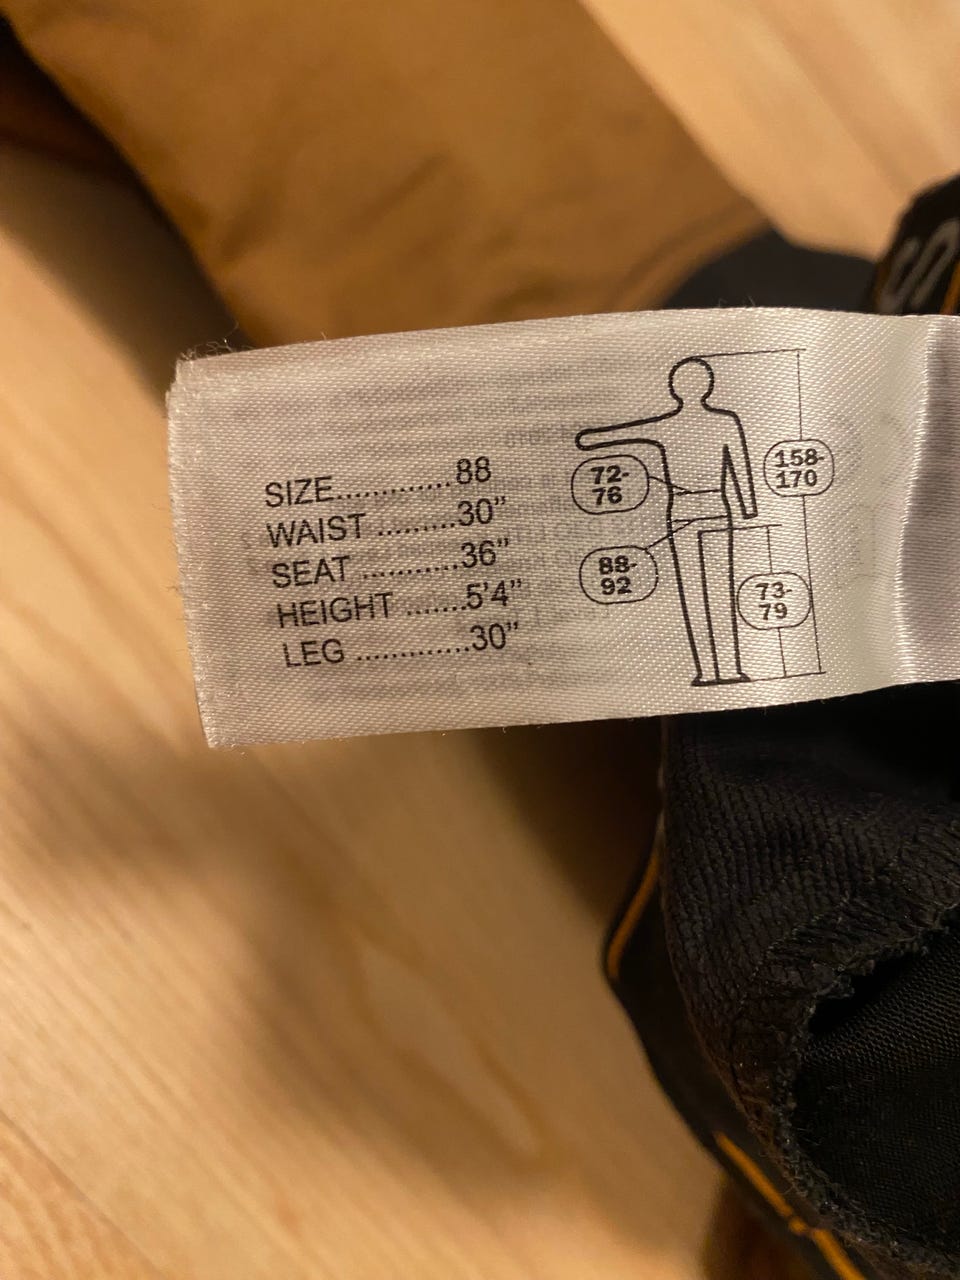 SIZE.............88
WAIST .........30”
SEAT ...........36”
HEIGHT .......5’4”
LEG .............30”
72-
76
88-
92
158-
170
73-
79